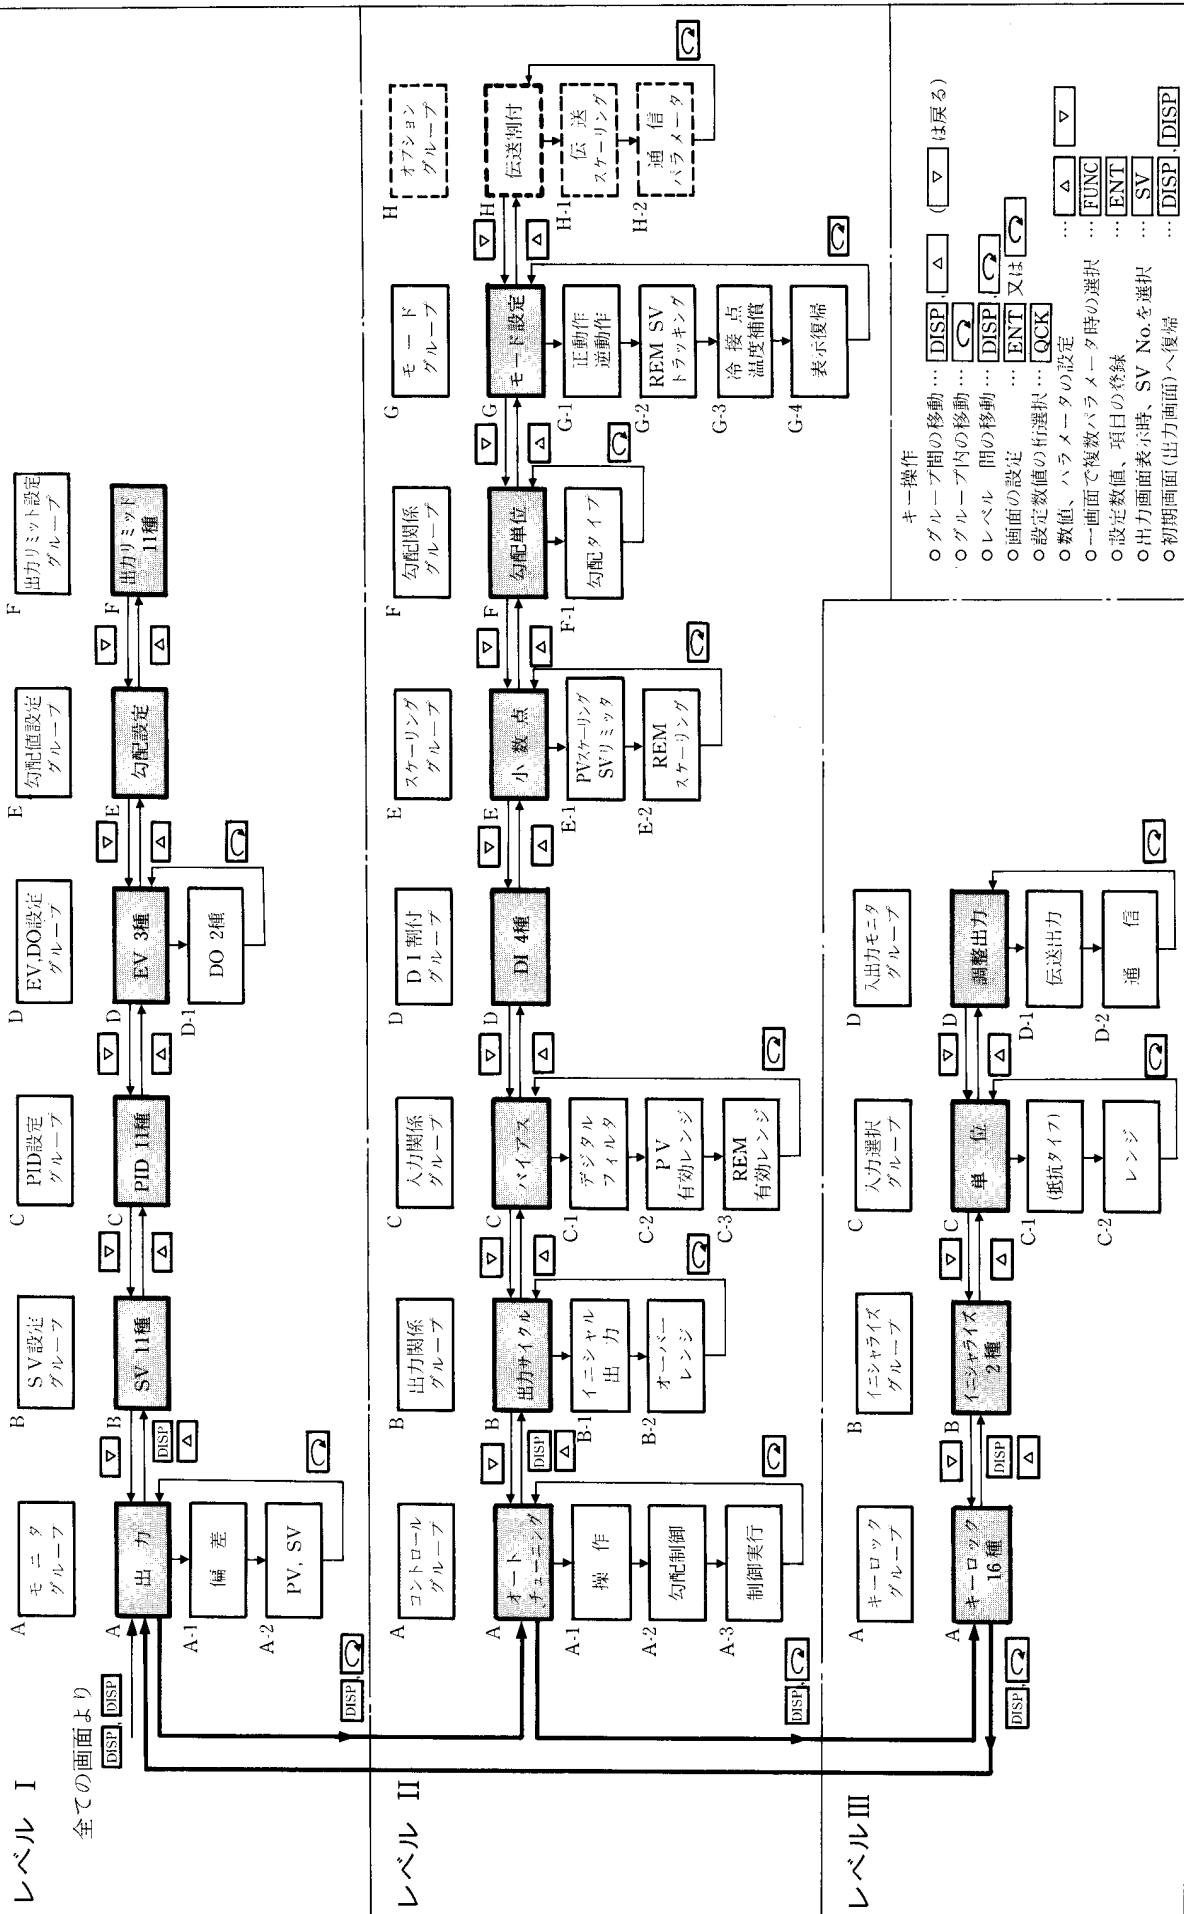 レベル I
全ての画面より
DISP, DISP
A
モニタ
グループ
B
SV設定
グループ
C
PID設定
グループ
D
EV,DO設定
グループ
E
勾配値設定
グループ
F
出力リミット設定
グループ
A
出力
B
SV 11種
C
PID 11種
D
EV 3種
E
勾配設定
F
出力リミッド
11種
▽
DISP
△
▽
△
▽
△
▽
△
▽
△
A-1
偏差
A-2
PV, SV
D-1
DO 2種
DISP,
レベル II
A
コントロール
グループ
B
出力関係
グループ
C
入力関係
グループ
D
DI割付
グループ
E
スケーリング
グループ
F
勾配関係
グループ
G
モード
グループ
H
オプション
グループ
A
オート
チューニング
B
出力サイクル
C
バイアス
D
DI 4種
E
小数点
F
勾配単位
G
モード設定
H
伝送割付
▽
DISP
△
▽
△
▽
△
▽
△
▽
△
▽
△
▽
△
A-1
操作
A-2
勾配制御
A-3
制御実行
B-1
イニシャル
出力
B-2
オーバー
レンジ
C-1
デジタル
フィルタ
C-2
PV
有効レンジ
C-3
REM
有効レンジ
E-1
PVスケーリング
SVリミッタ
E-2
REM
スケーリング
F-1
勾配タイプ
G-1
正動作
逆動作
G-2
REM SV
トラッキング
G-3
冷接点
温度補償
G-4
表示復帰
H-1
伝送
スケーリング
H-2
通信
パラメータ
DISP,
レベルIII
A
キーロック
グループ
B
イニシャライズ
グループ
C
入力選択
グループ
D
入出力モニタ
グループ
A
キーロック
16種
B
イニシャライズ
2種
C
単位
D
調整出力
▽
DISP
△
▽
△
▽
△
C-1
(抵抗タイプ)
C-2
レンジ
D-1
伝送出力
D-2
通信
DISP,
キー操作
○グループ間の移動… DISP, △ (▽は戻る)
○グループ内の移動…
○レベル 間の移動… DISP,
○画面の設定 … ENT 又は
○設定数値の桁選択… QCK
○数値、パラメータの設定 … △ ▽
○一画面で複数パラメータ時の選択 … FUNC
○設定数値、項目の登録 … ENT
○出力画面表示時、SV No.を選択 … SV
○初期画面(出力画面)へ復帰 … DISP, DISP